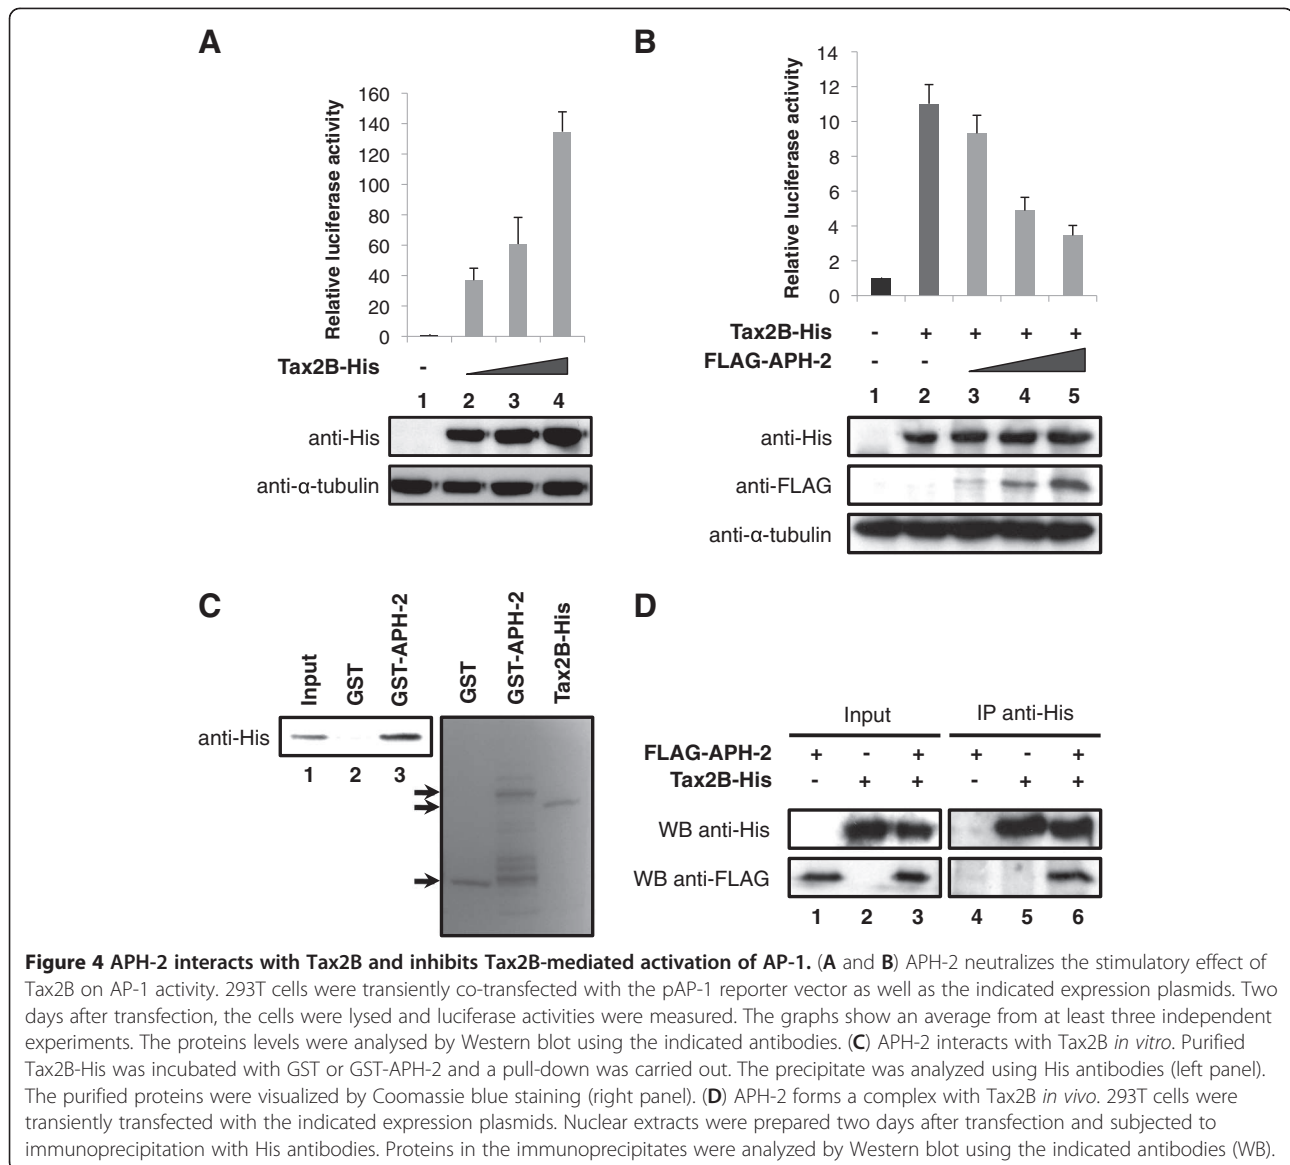 A
160
140
120
100
80
60
40
20
0
Relative luciferase activity
Tax2B-His -
1 2 3 4
anti-His
anti-α-tubulin
B
14
12
10
8
6
4
2
0
Relative luciferase activity
Tax2B-His - + + + +
FLAG-APH-2 - -
1 2 3 4 5
anti-His
anti-FLAG
anti-α-tubulin
C
Input GST GST-APH-2
anti-His
1 2 3
GST GST-APH-2 Tax2B-His
D
Input IP anti-His
FLAG-APH-2 + - + + - +
Tax2B-His - + + - + +
WB anti-His
WB anti-FLAG
1 2 3 4 5 6
Figure 4 APH-2 interacts with Tax2B and inhibits Tax2B-mediated activation of AP-1. (A and B) APH-2 neutralizes the stimulatory effect of
Tax2B on AP-1 activity. 293T cells were transiently co-transfected with the pAP-1 reporter vector as well as the indicated expression plasmids. Two
days after transfection, the cells were lysed and luciferase activities were measured. The graphs show an average from at least three independent
experiments. The proteins levels were analysed by Western blot using the indicated antibodies. (C) APH-2 interacts with Tax2B in vitro. Purified
Tax2B-His was incubated with GST or GST-APH-2 and a pull-down was carried out. The precipitate was analyzed using His antibodies (left panel).
The purified proteins were visualized by Coomassie blue staining (right panel). (D) APH-2 forms a complex with Tax2B in vivo. 293T cells were
transiently transfected with the indicated expression plasmids. Nuclear extracts were prepared two days after transfection and subjected to
immunoprecipitation with His antibodies. Proteins in the immunoprecipitates were analyzed by Western blot using the indicated antibodies (WB).